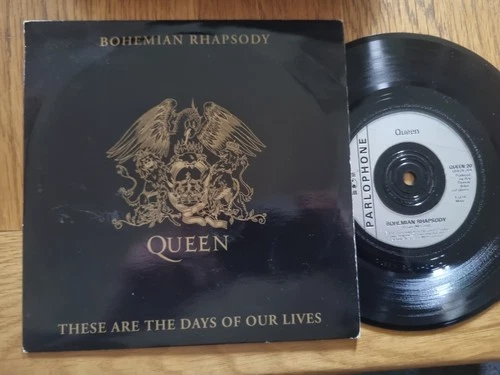 BOHEMIAN RHAPSODY
QUEEN
THESE ARE THE DAYS OF OUR LIVES
PARLOPHONE
Queen
BOHEMIAN RHAPSODY